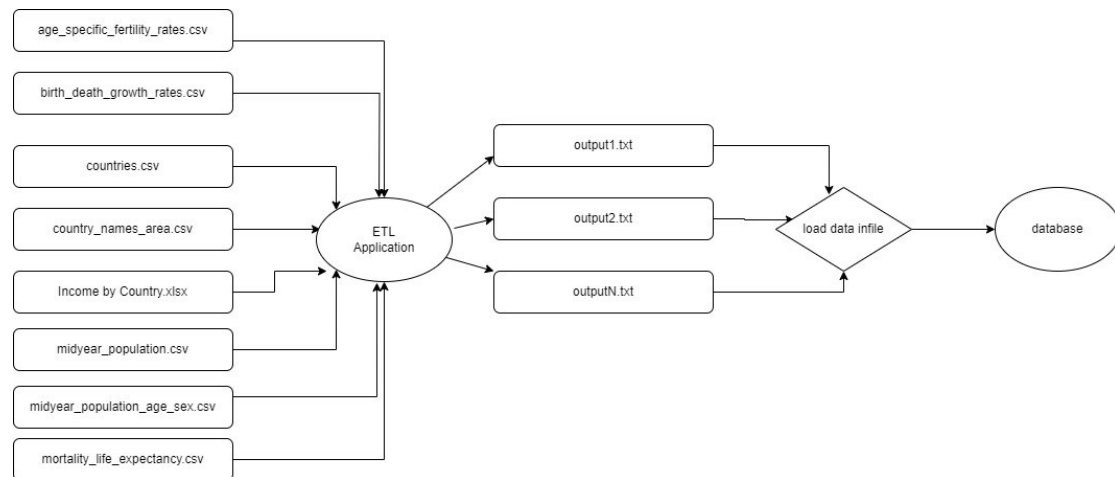 age_specific_fertility_rates.csv
birth_death_growth_rates.csv
countries.csv
country_names_area.csv
Income by Country.xlsx
midyear_population.csv
midyear_population_age_sex.csv
mortality_life_expectancy.csv
ETL
Application
output1.txt
output2.txt
outputN.txt
load data infile
database